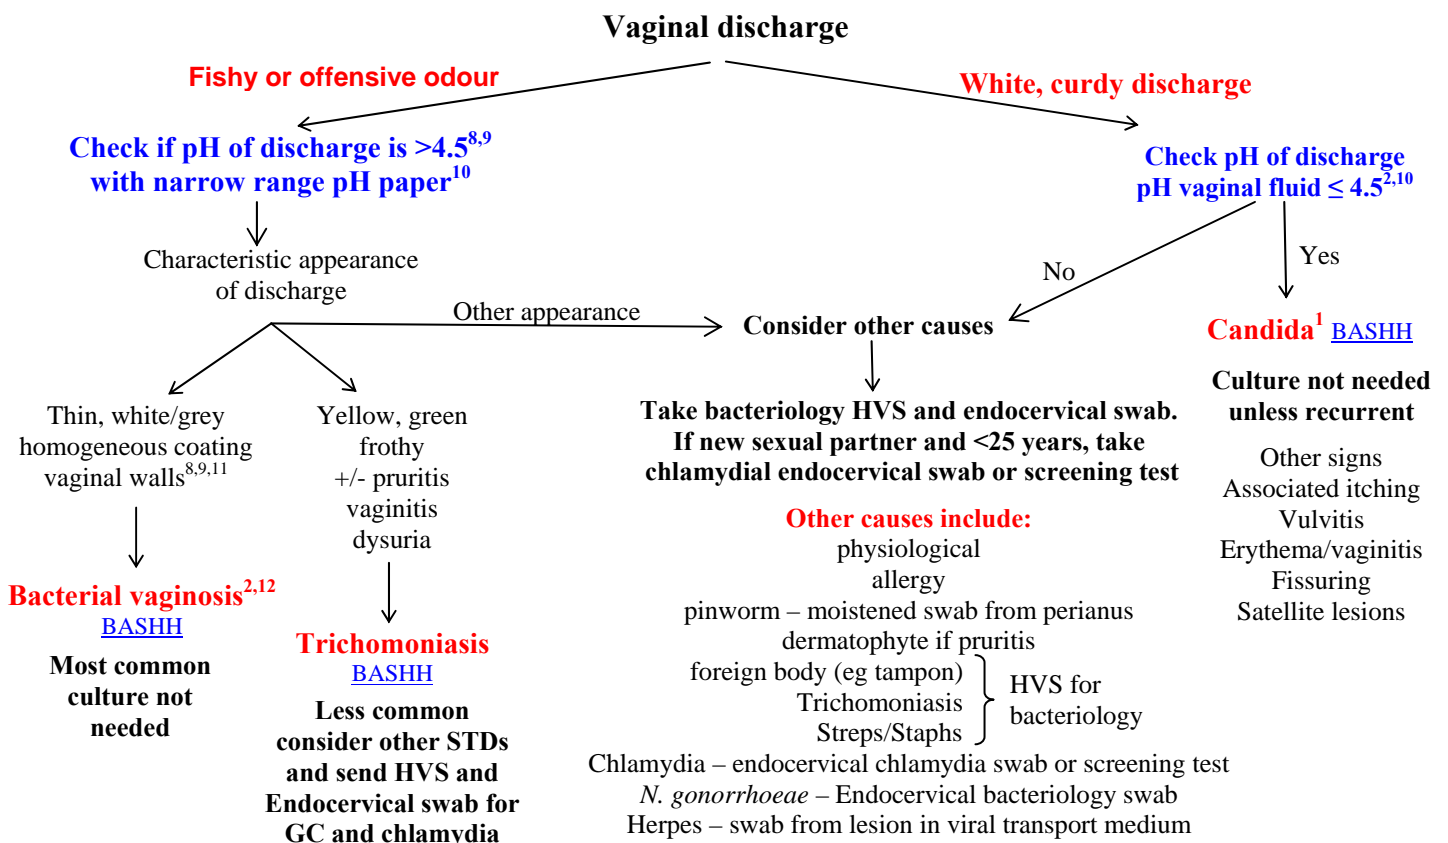 Vaginal discharge
Fishy or offensive odour
White, curdy discharge
Check if pH of discharge is >4.58,9
with narrow range pH paper10
Check pH of discharge
pH vaginal fluid ≤ 4.52,10
Characteristic appearance
of discharge
No
Yes
Other appearance
Consider other causes
Candida1 BASHH
Culture not needed
unless recurrent
Other signs
Associated itching
Vulvitis
Erythema/vaginitis
Fissuring
Satellite lesions
Thin, white/grey
homogeneous coating
vaginal walls8,9,11
Yellow, green
frothy
+/- pruritis
vaginitis
dysuria
Take bacteriology HVS and endocervical swab.
If new sexual partner and <25 years, take
chlamydial endocervical swab or screening test
Bacterial vaginosis2,12
BASHH
Most common
culture not
needed
Trichomoniasis
BASHH
Less common
consider other STDs
and send HVS and
Endocervical swab for
GC and chlamydia
Other causes include:
physiological
allergy
pinworm – moistened swab from perianus
dermatophyte if pruritis
foreign body (eg tampon)
Trichomoniasis
Streps/Staphs
HVS for
bacteriology
Chlamydia – endocervical chlamydia swab or screening test
N. gonorrhoeae – Endocervical bacteriology swab
Herpes – swab from lesion in viral transport medium